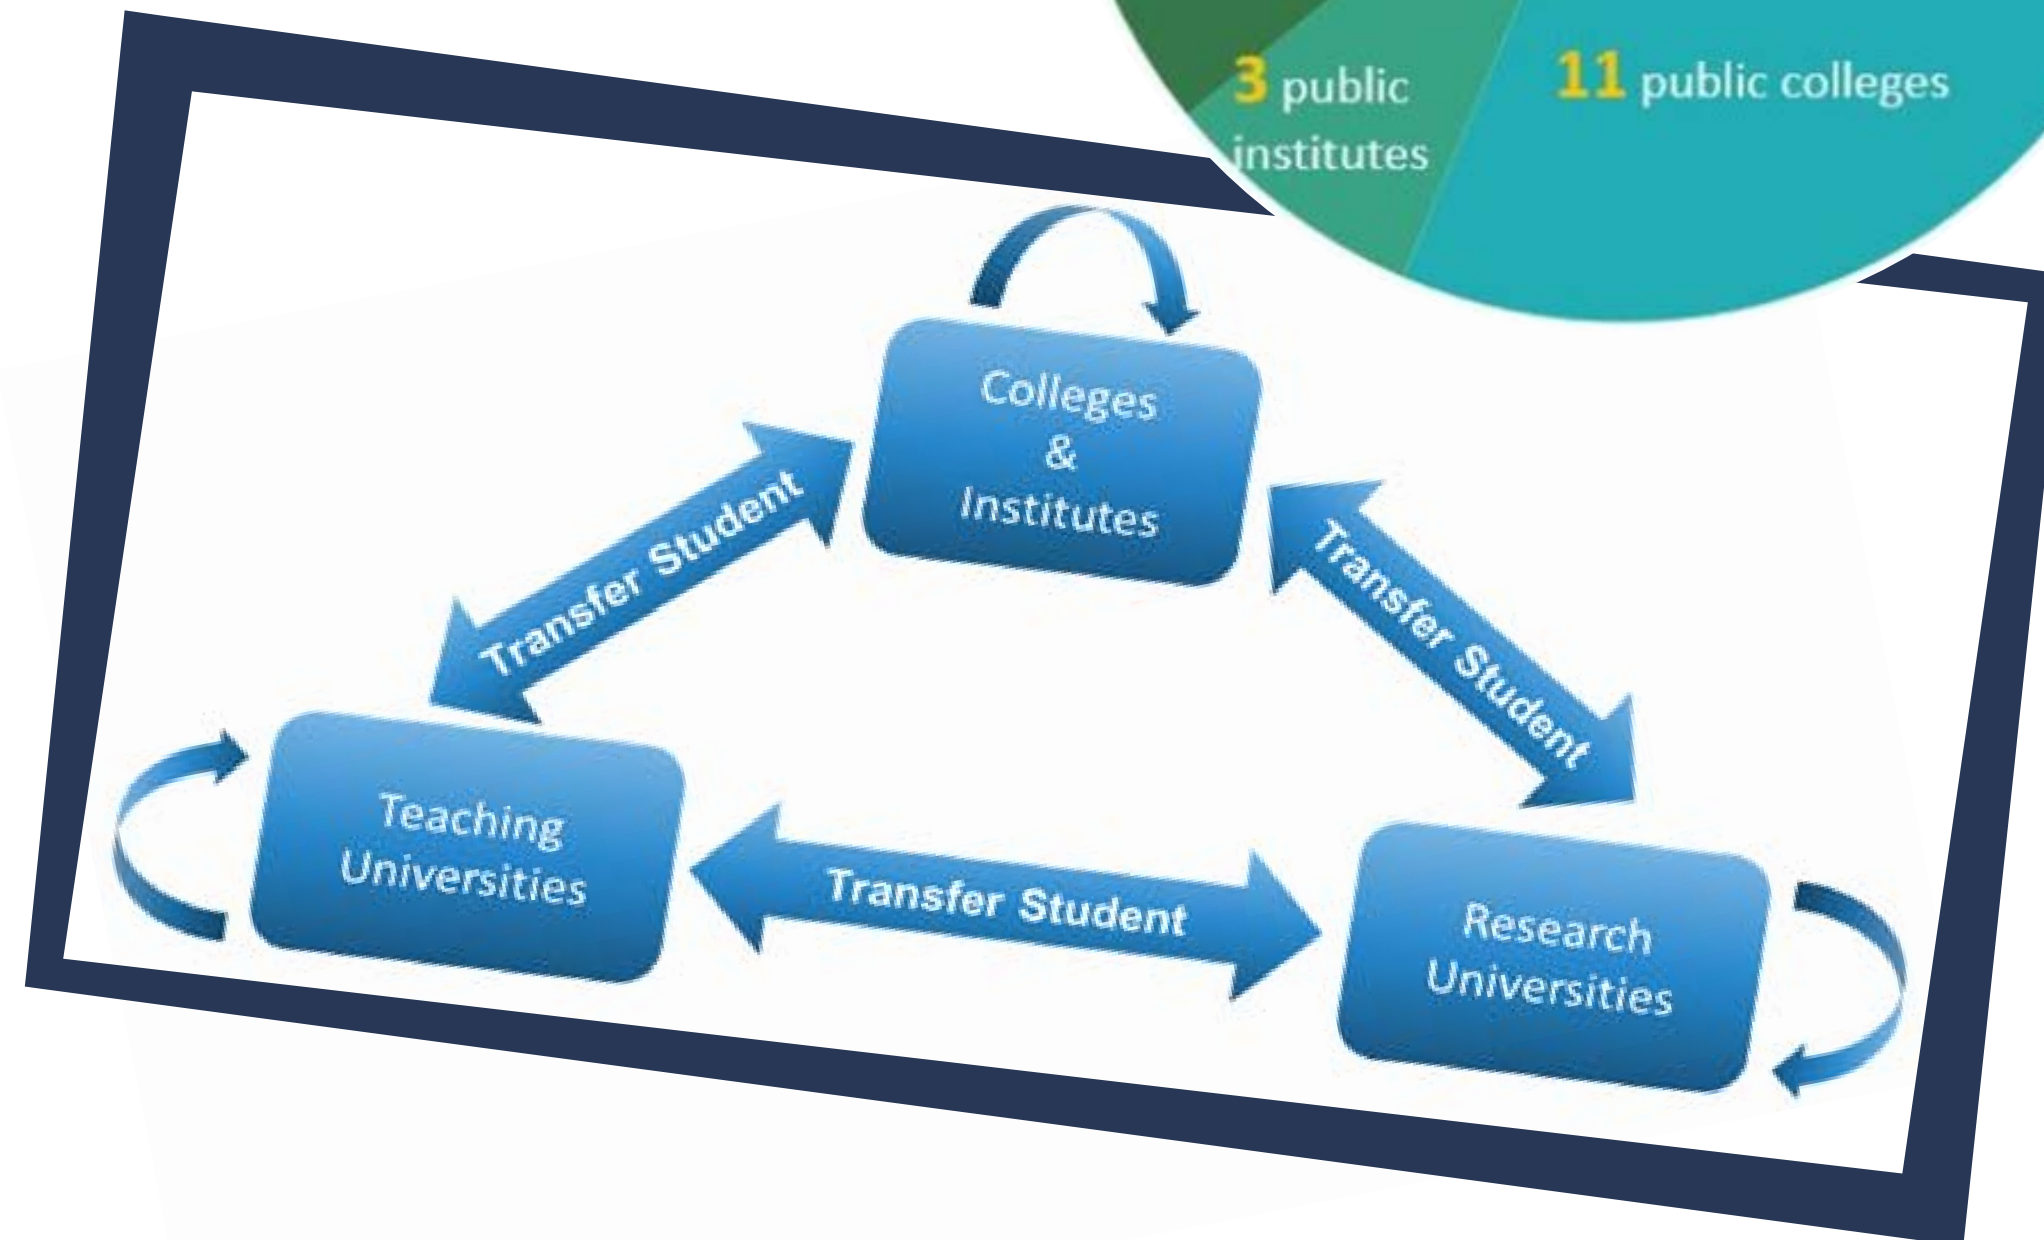 3 public
institutes
11 public colleges
Colleges
&
Institutes
Transfer Student
Transfer Student
Teaching
Universities
Transfer Student
Research
Universities